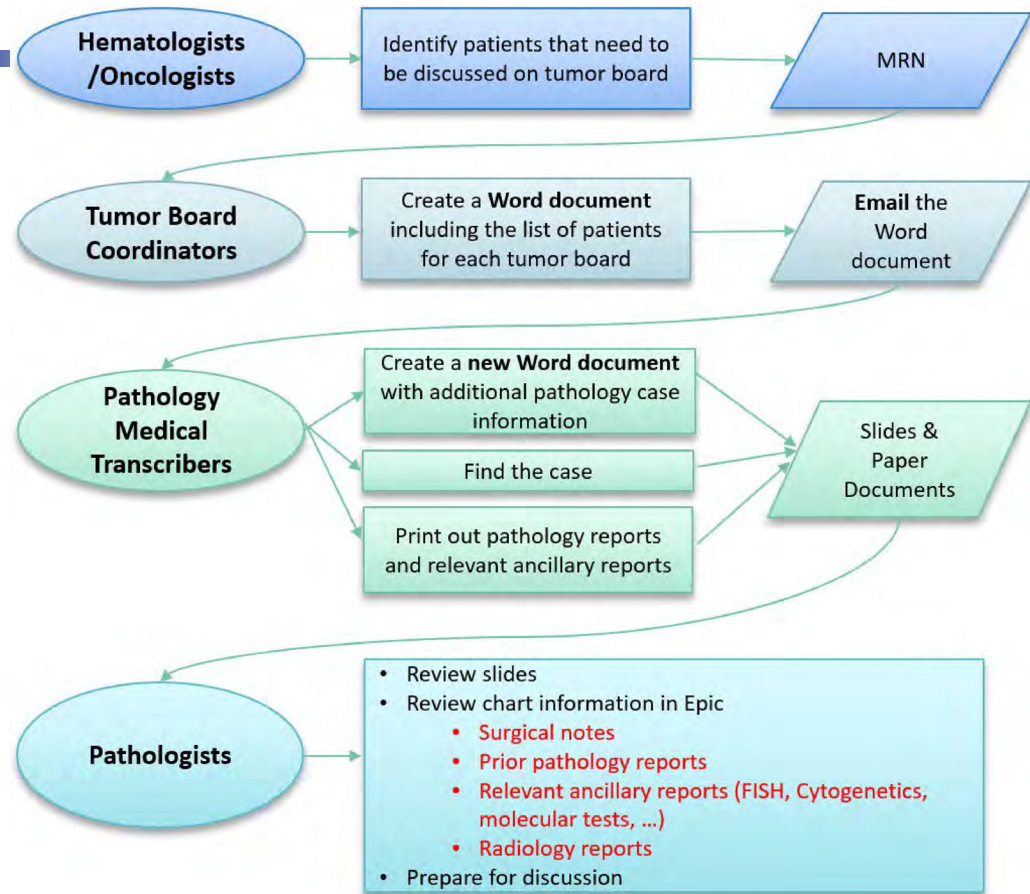 Hematologists
/Oncologists
Identify patients that need to
be discussed on tumor board
MRN
Tumor Board
Coordinators
Create a Word document
including the list of patients
for each tumor board
Email the
Word
document
Pathology
Medical
Transcribers
Create a new Word document
with additional pathology case
information
Find the case
Print out pathology reports
and relevant ancillary reports
Slides &
Paper
Documents
Pathologists
• Review slides
• Review chart information in Epic
• Surgical notes
• Prior pathology reports
• Relevant ancillary reports (FISH, Cytogenetics,
molecular tests, ...)
• Radiology reports
• Prepare for discussion